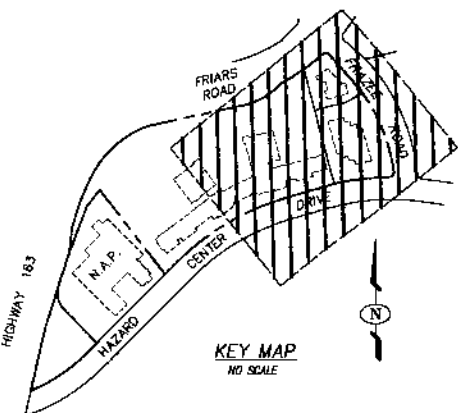 FRIARS
ROAD
FRAZEE ROAD
HIGHWAY 163
N.A.P.
HAZARD CENTER DRIVE
N
KEY MAP
NO SCALE